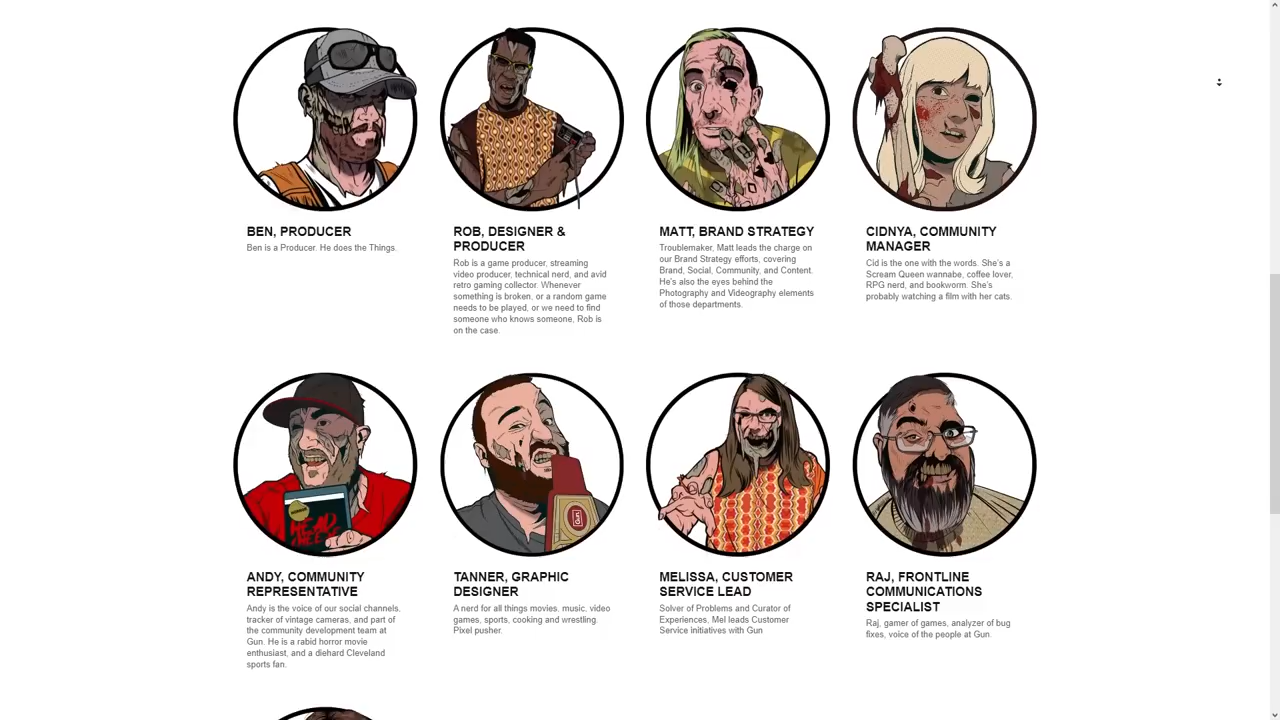 BEN, PRODUCER
Ben is a Producer. He does the Things.
ROB, DESIGNER &
PRODUCER
Rob is a game producer, streaming
video producer, technical nerd, and avid
retro gaming collector. Whenever
something is broken, or a random game
needs to be played, or we need to find
someone who knows someone, Rob is
on the case.
MATT, BRAND STRATEGY
Troublemaker, Matt leads the charge on
our Brand Strategy efforts, covering
Brand, Social, Community, and Content.
He's also the eyes behind the
Photography and Videography elements
of those departments.
CIDNYA, COMMUNITY
MANAGER
Cid is the one with the words. She's a
Scream Queen wannabe, coffee lover,
RPG nerd, and bookworm. She's
probably watching a film with her cats.
HEAD
ANDY, COMMUNITY
REPRESENTATIVE
Andy is the voice of our social channels,
tracker of vintage cameras, and part of
the community development team at
Gun. He is a rabid horror movie
enthusiast, and a diehard Cleveland
sports fan.
TANNER, GRAPHIC
DESIGNER
A nerd for all things movies, music, video
games, sports, cooking and wrestling.
Pixel pusher.
MELISSA, CUSTOMER
SERVICE LEAD
Solver of Problems and Curator of
Experiences, Mel leads Customer
Service initiatives with Gun
RAJ, FRONTLINE
COMMUNICATIONS
SPECIALIST
Raj, gamer of games, analyzer of bug
fixes, voice of the people at Gun